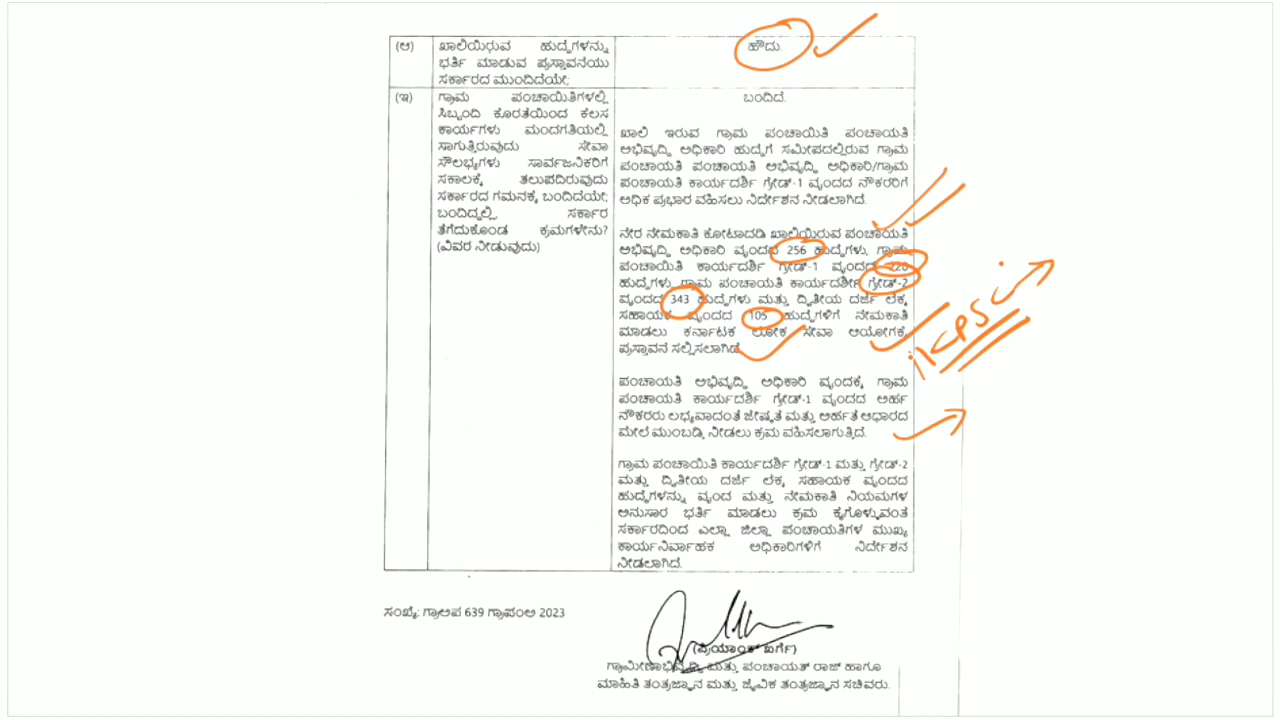 (ಆ) ಖಾಲಿಯಿರುವ ಹುದ್ದೆಗಳನ್ನು
ಭರ್ತಿ ಮಾಡುವ ಪ್ರಸ್ತಾವನೆಯು
ಸರ್ಕಾರದ ಮುಂದಿದೆಯೇ;
ಹೌದು.
(ಇ) ಗ್ರಾಮ ಪಂಚಾಯಿತಿಗಳಲ್ಲಿ
ಸಿಬ್ಬಂದಿ ಕೊರತೆಯಿಂದ ಕೆಲಸ
ಕಾರ್ಯಗಳು ಮಂದಗತಿಯಲ್ಲಿ
ಸಾಗುತ್ತಿರುವುದು ಸೇವಾ
ಸೌಲಭ್ಯಗಳು ಸಾರ್ವಜನಿಕರಿಗೆ
ಸಕಾಲಕ್ಕೆ ತಲುಪದಿರುವುದು
ಸರ್ಕಾರದ ಗಮನಕ್ಕೆ ಬಂದಿದೆಯೇ;
ಬಂದಿದ್ದಲ್ಲಿ, ಸರ್ಕಾರ
ತೆಗೆದುಕೊಂಡ ಕ್ರಮಗಳೇನು?
(ವಿವರ ನೀಡುವುದು)
ಬಂದಿದೆ.
ಖಾಲಿ ಇರುವ ಗ್ರಾಮ ಪಂಚಾಯಿತಿ ಪಂಚಾಯತಿ
ಅಭಿವೃದ್ಧಿ ಅಧಿಕಾರಿ ಹುದ್ದೆಗೆ ಸಮೀಪದಲ್ಲಿರುವ ಗ್ರಾಮ
ಪಂಚಾಯತಿ ಪಂಚಾಯತಿ ಅಭಿವೃದ್ಧಿ ಅಧಿಕಾರಿ/ಗ್ರಾಮ
ಪಂಚಾಯತಿ ಕಾರ್ಯದರ್ಶಿ ಗ್ರೇಡ್-1 ವೃಂದದ ನೌಕರರಿಗೆ
ಅಧಿಕ ಪ್ರಭಾರ ವಹಿಸಲು ನಿರ್ದೇಶನ ನೀಡಲಾಗಿದೆ.
ನೇರ ನೇಮಕಾತಿ ಕೋಟಾದಡಿ ಖಾಲಿಯಿರುವ ಪಂಚಾಯತಿ
ಅಭಿವೃದ್ಧಿ ಅಧಿಕಾರಿ ವೃಂದದ 256 ಹುದ್ದೆಗಳು, ಗ್ರಾಮ
ಪಂಚಾಯಿತಿ ಕಾರ್ಯದರ್ಶಿ ಗ್ರೇಡ್-1 ವೃಂದದ
ಹುದ್ದೆಗಳು ಗ್ರಾಮ ಪಂಚಾಯತಿ ಕಾರ್ಯದರ್ಶಿ ಗ್ರೇಡ್-2
ವೃಂದದ 343 ಹುದ್ದೆಗಳು ಮತ್ತು ದ್ವಿತೀಯ ದರ್ಜೆ ಲೆಕ್ಕ
ಸಹಾಯಕ ವೃಂದದ 105 ಹುದ್ದೆಗಳಿಗೆ ನೇಮಕಾತಿ
ಮಾಡಲು ಕರ್ನಾಟಕ ಲೋಕ ಸೇವಾ ಆಯೋಗಕ್ಕೆ
ಪ್ರಸ್ತಾವನೆ ಸಲ್ಲಿಸಲಾಗಿದೆ.
ಪಂಚಾಯತಿ ಅಭಿವೃದ್ಧಿ ಅಧಿಕಾರಿ ವೃಂದಕ್ಕೆ ಗ್ರಾಮ
ಪಂಚಾಯತಿ ಕಾರ್ಯದರ್ಶಿ ಗ್ರೇಡ್-1 ವೃಂದದ ಅರ್ಹ
ನೌಕರರು ಲಭ್ಯವಾದಂತೆ ಜೇಷ್ಠತೆ ಮತ್ತು ಅರ್ಹತೆ ಆಧಾರದ
ಮೇಲೆ ಮುಂಬಡ್ತಿ ನೀಡಲು ಕ್ರಮ ವಹಿಸಲಾಗುತ್ತಿದೆ.
ಗ್ರಾಮ ಪಂಚಾಯಿತಿ ಕಾರ್ಯದರ್ಶಿ ಗ್ರೇಡ್-1 ಮತ್ತು ಗ್ರೇಡ್-2
ಮತ್ತು ದ್ವಿತೀಯ ದರ್ಜೆ ಲೆಕ್ಕ ಸಹಾಯಕ ವೃಂದದ
ಹುದ್ದೆಗಳನ್ನು ವೃಂದ ಮತ್ತು ನೇಮಕಾತಿ ನಿಯಮಗಳ
ಅನುಸಾರ ಭರ್ತಿ ಮಾಡಲು ಕ್ರಮ ಕೈಗೊಳ್ಳುವಂತೆ
ಸರ್ಕಾರದಿಂದ ಎಲ್ಲಾ ಜಿಲ್ಲಾ ಪಂಚಾಯತಿಗಳ ಮುಖ್ಯ
ಕಾರ್ಯನಿರ್ವಾಹಕ ಅಧಿಕಾರಿಗಳಿಗೆ ನಿರ್ದೇಶನ
ನೀಡಲಾಗಿದೆ.
ಸಂಖ್ಯೆ: ಗ್ರಾಅಪ 639 ಗ್ರಾಪಂಅ 2023
(ಪ್ರಿಯಾಂಕ್ ಖರ್ಗೆ)
ಗ್ರಾಮೀಣಾಭಿವೃದ್ಧಿ ಮತ್ತು ಪಂಚಾಯತ್ ರಾಜ್ ಹಾಗೂ
ಮಾಹಿತಿ ತಂತ್ರಜ್ಞಾನ ಮತ್ತು ಜೈವಿಕ ತಂತ್ರಜ್ಞಾನ ಸಚಿವರು.